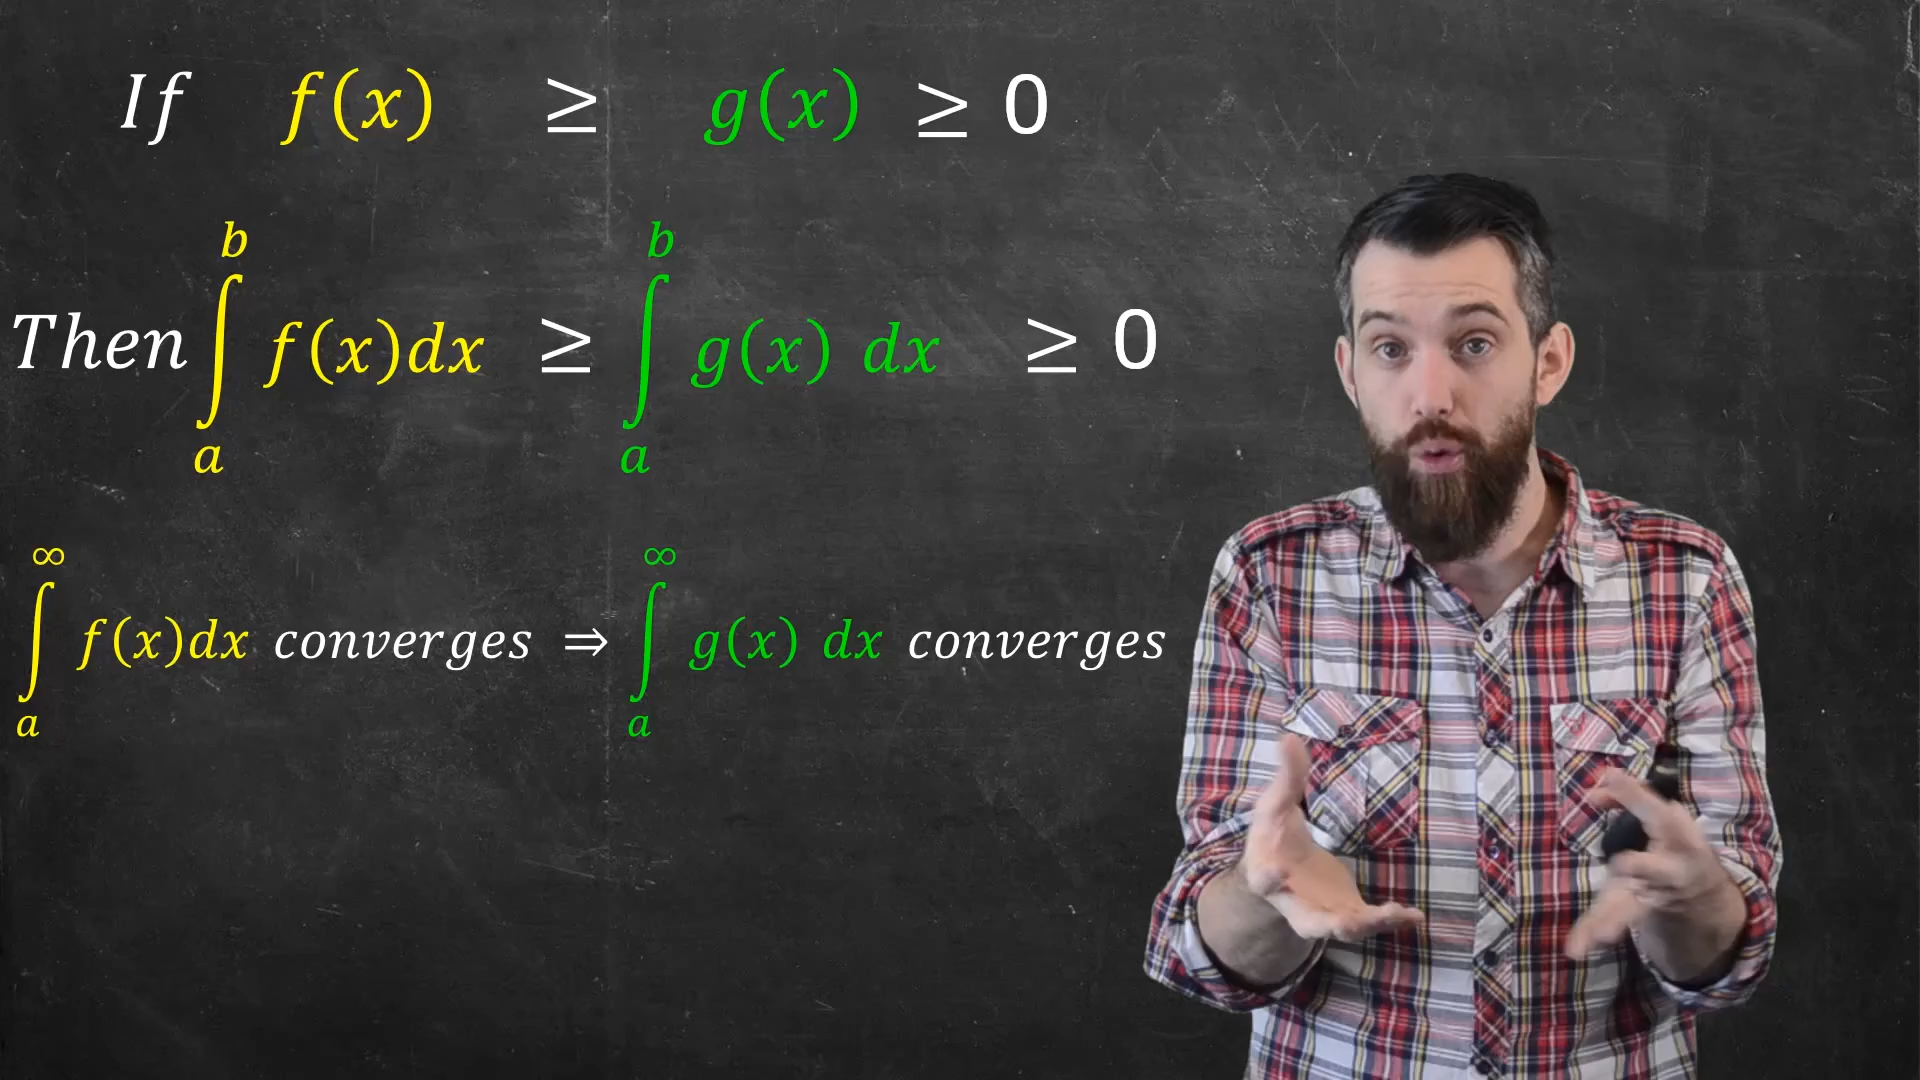 If f(x) ≥ g(x) ≥ 0
Then ∫_a^b f(x)dx ≥ ∫_a^b g(x) dx ≥ 0
∫_a^∞ f(x)dx converges ⇒ ∫_a^∞ g(x) dx converges